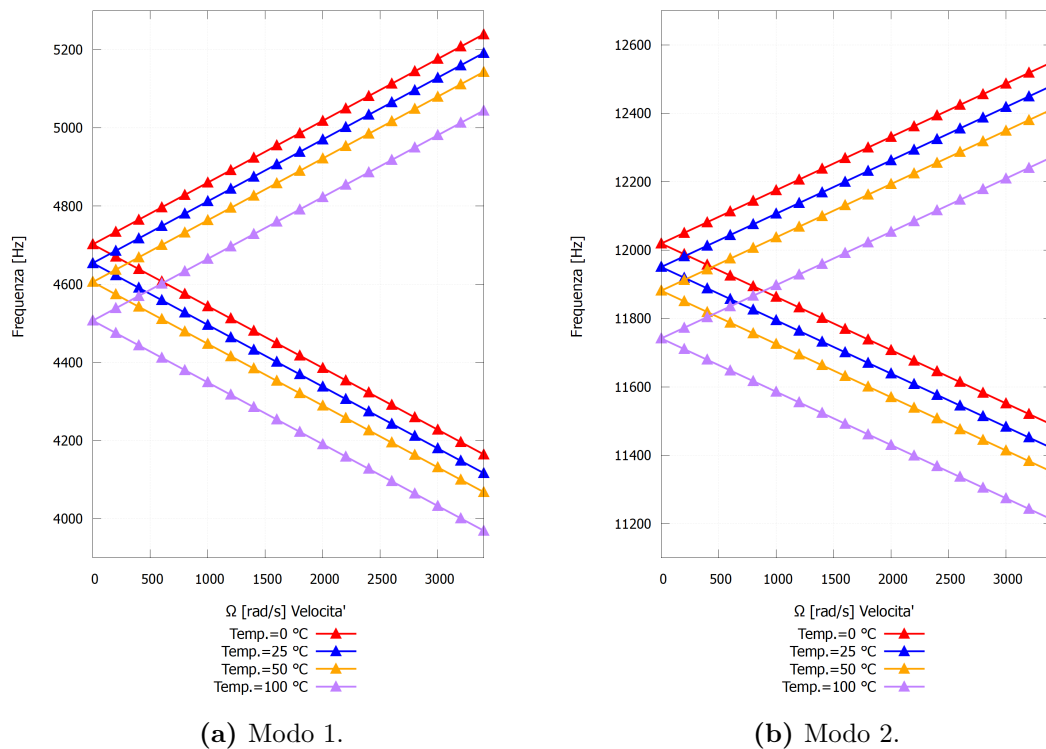 5200
5000
4800
4600
4400
4200
4000
Frequenza [Hz]
0 500 1000 1500 2000 2500 3000
Ω [rad/s] Velocita'
Temp.=0 °C
Temp.=25 °C
Temp.=50 °C
Temp.=100 °C
(a) Modo 1.
12600
12400
12200
12000
11800
11600
11400
11200
Frequenza [Hz]
0 500 1000 1500 2000 2500 3000
Ω [rad/s] Velocita'
Temp.=0 °C
Temp.=25 °C
Temp.=50 °C
Temp.=100 °C
(b) Modo 2.